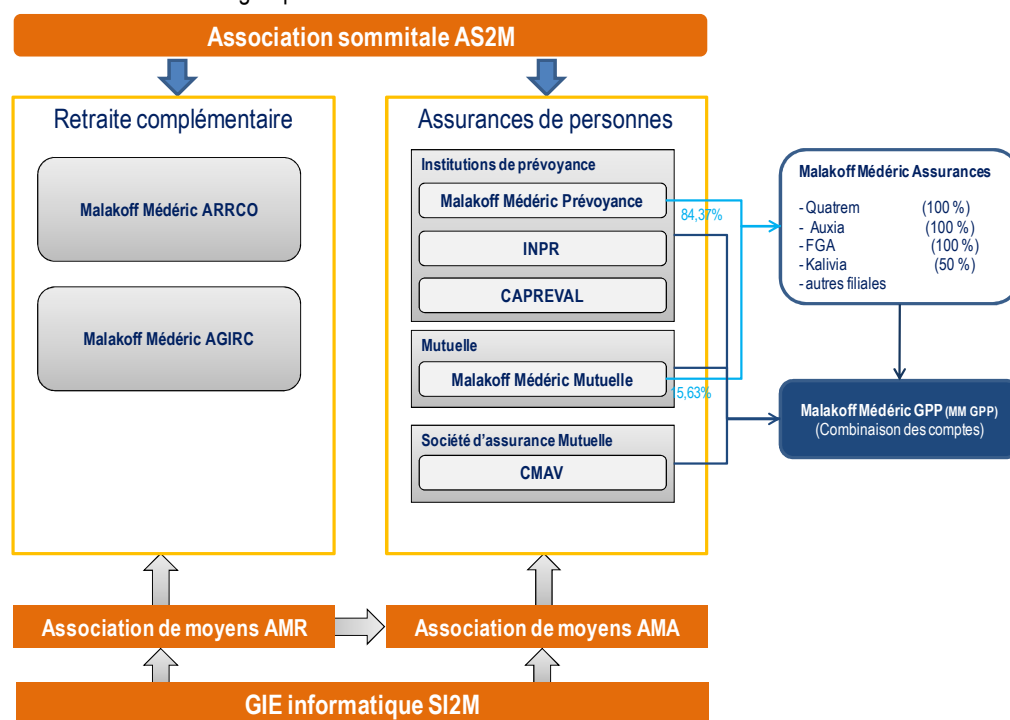 Association sommitale AS2M
Retraite complémentaire
Malakoff Médéric ARRCO
Malakoff Médéric AGIRC
Assurances de personnes
Institutions de prévoyance
Malakoff Médéric Prévoyance
84,37%
INPR
CAPREVAL
Mutuelle
Malakoff Médéric Mutuelle
15,63%
Société d'assurance Mutuelle
CMAV
Malakoff Médéric Assurances
- Quatrem (100 %)
- Auxia (100 %)
- FGA (100 %)
- Kalivia (50 %)
- autres filiales
Malakoff Médéric GPP (MM GPP)
(Combinaison des comptes)
Association de moyens AMR
Association de moyens AMA
GIE informatique SI2M